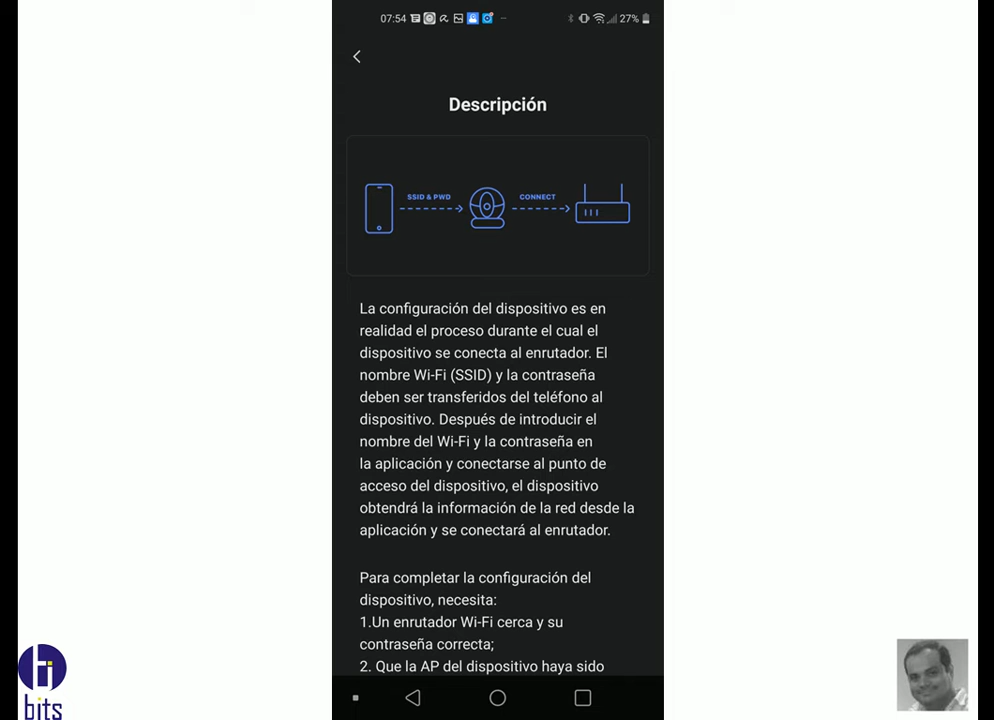 07:54
27%
Descripción
SSID & PWD
CONNECT
La configuración del dispositivo es en
realidad el proceso durante el cual el
dispositivo se conecta al enrutador. El
nombre Wi-Fi (SSID) y la contraseña
deben ser transferidos del teléfono al
dispositivo. Después de introducir el
nombre del Wi-Fi y la contraseña en
la aplicación y conectarse al punto de
acceso del dispositivo, el dispositivo
obtendrá la información de la red desde la
aplicación y se conectará al enrutador.
Para completar la configuración del
dispositivo, necesita:
1.Un enrutador Wi-Fi cerca y su
contraseña correcta;
2. Que la AP del dispositivo haya sido
hi
bits